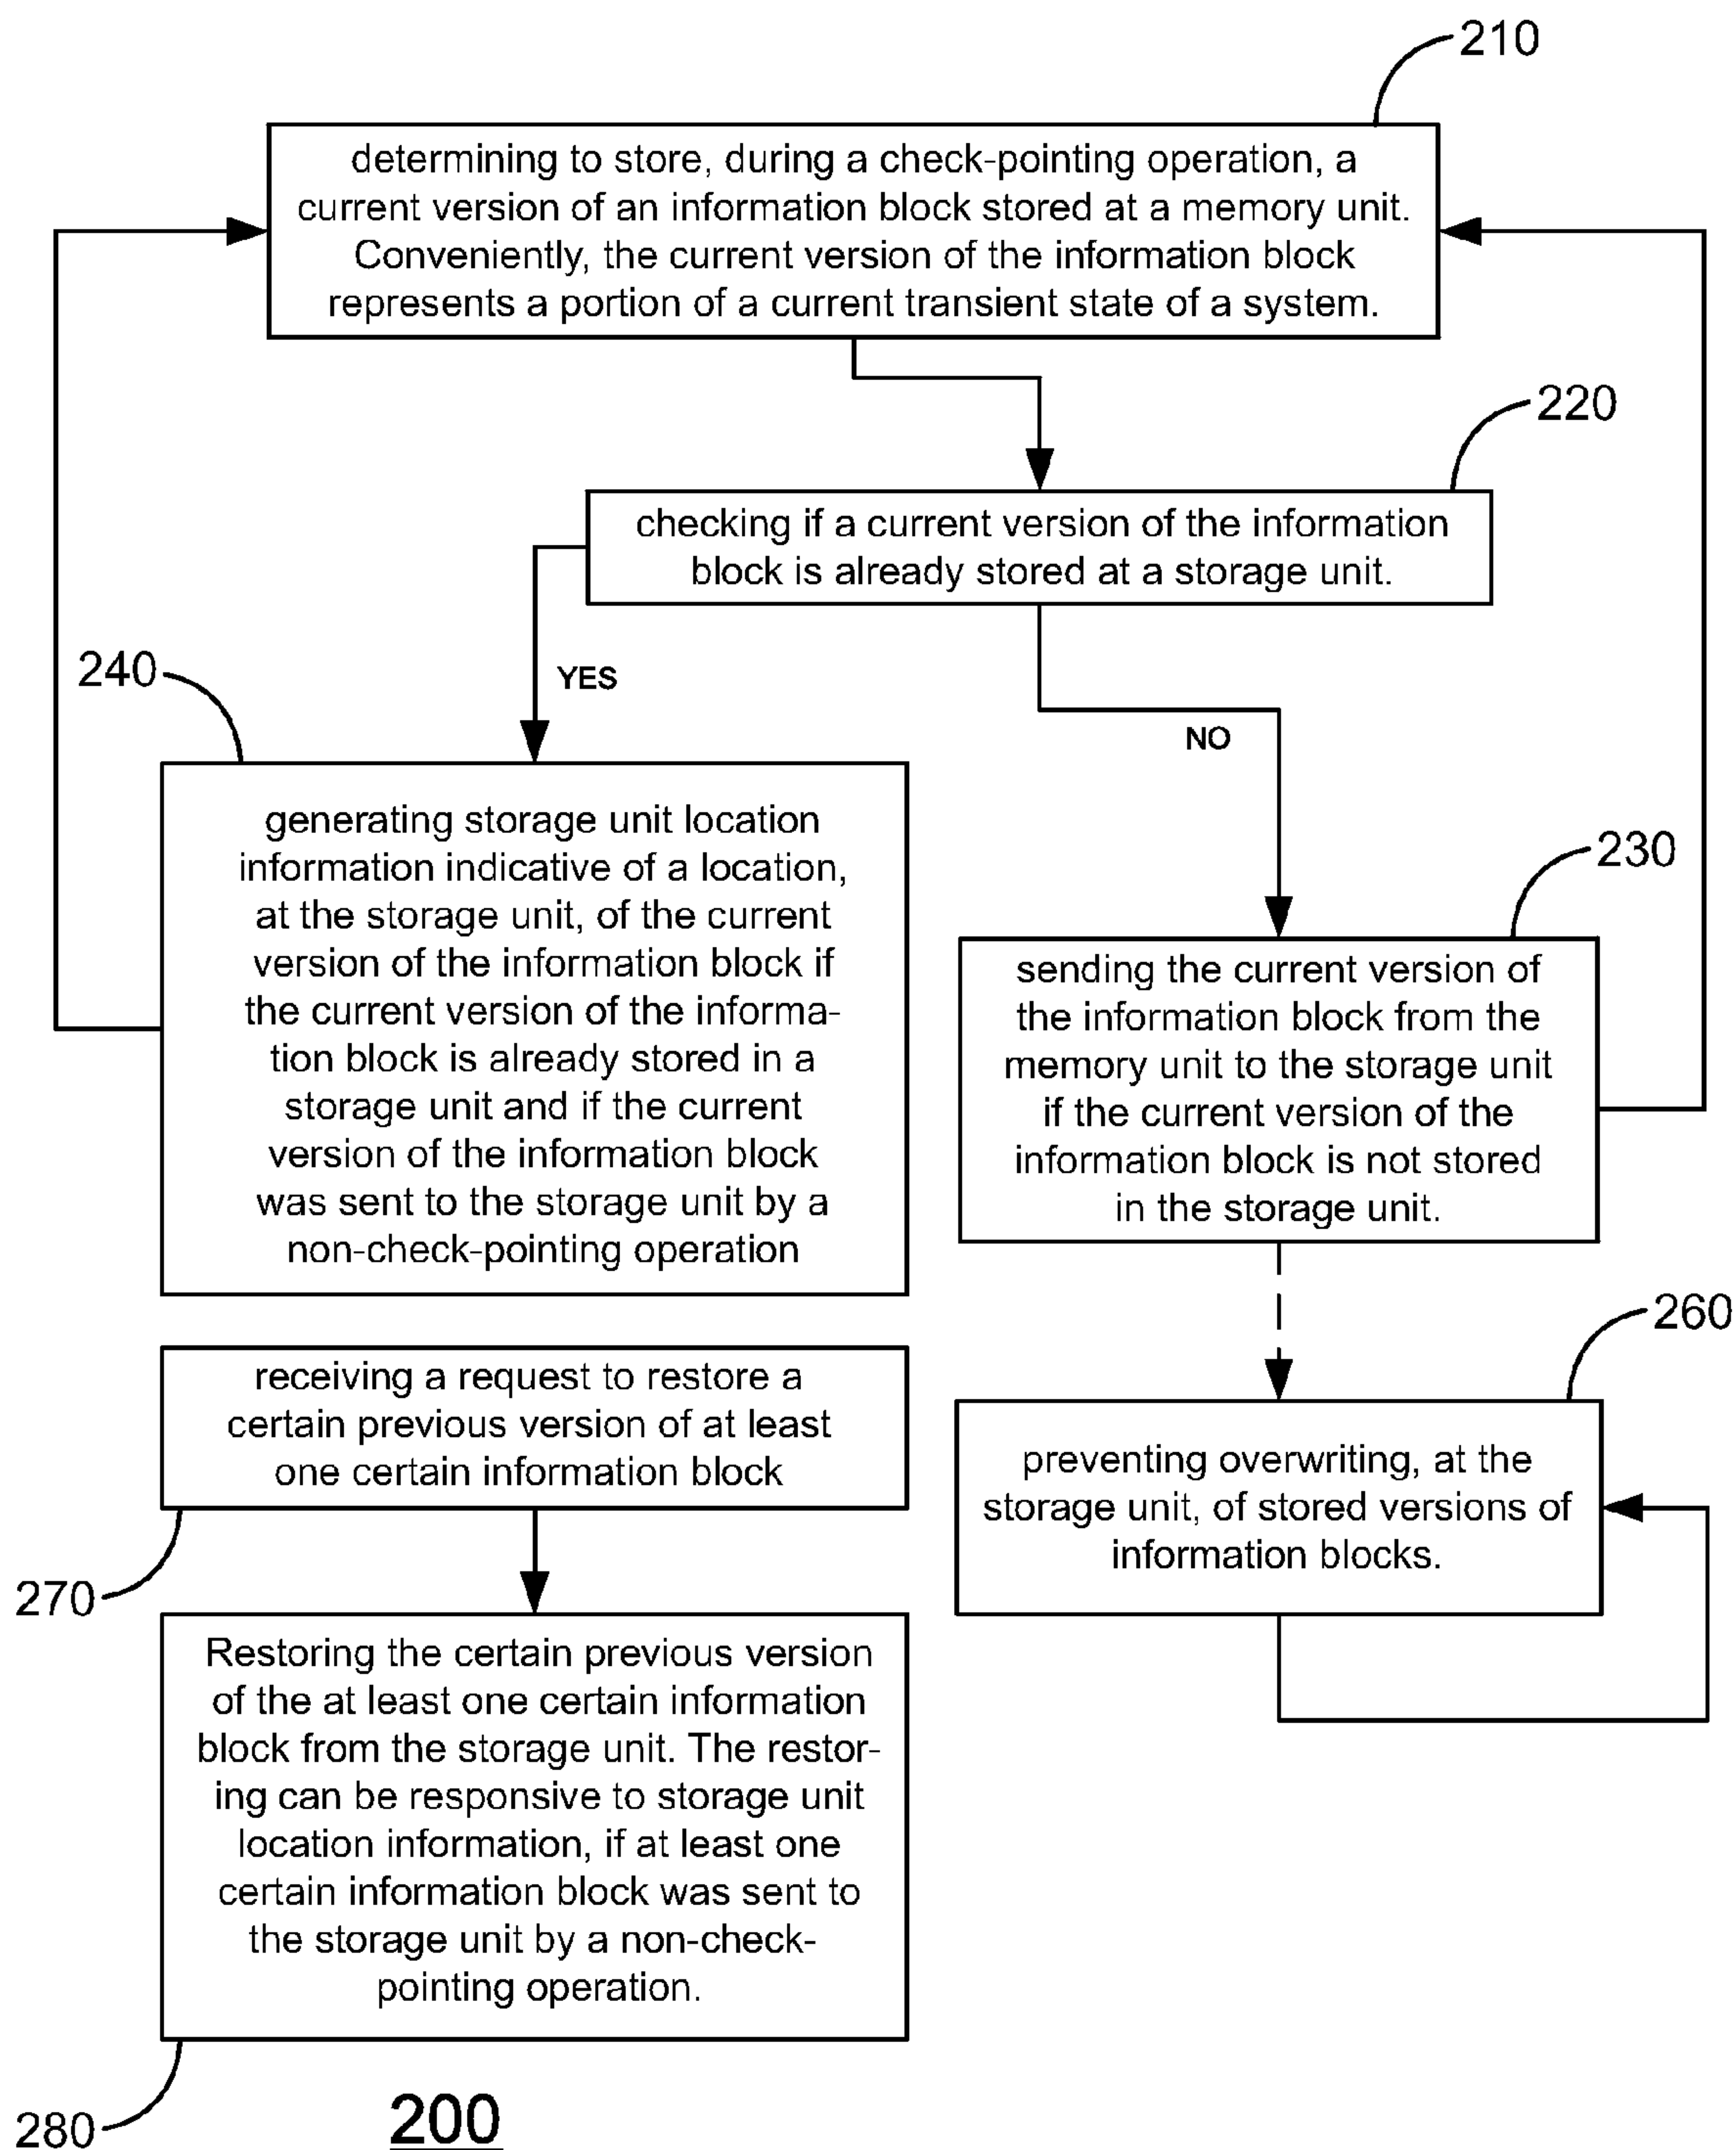 210
determining to store, during a check-pointing operation, a
current version of an information block stored at a memory unit.
Conveniently, the current version of the information block
represents a portion of a current transient state of a system.
220
checking if a current version of the information
block is already stored at a storage unit.
240
YES
NO
generating storage unit location
information indicative of a location,
at the storage unit, of the current
version of the information block if
the current version of the informa-
tion block is already stored in a
storage unit and if the current
version of the information block
was sent to the storage unit by a
non-check-pointing operation
230
sending the current version of
the information block from the
memory unit to the storage unit
if the current version of the
information block is not stored
in the storage unit.
260
preventing overwriting, at the
storage unit, of stored versions of
information blocks.
receiving a request to restore a
certain previous version of at least
one certain information block
270
Restoring the certain previous version
of the at least one certain information
block from the storage unit. The restor-
ing can be responsive to storage unit
location information, if at least one
certain information block was sent to
the storage unit by a non-check-
pointing operation.
280
200